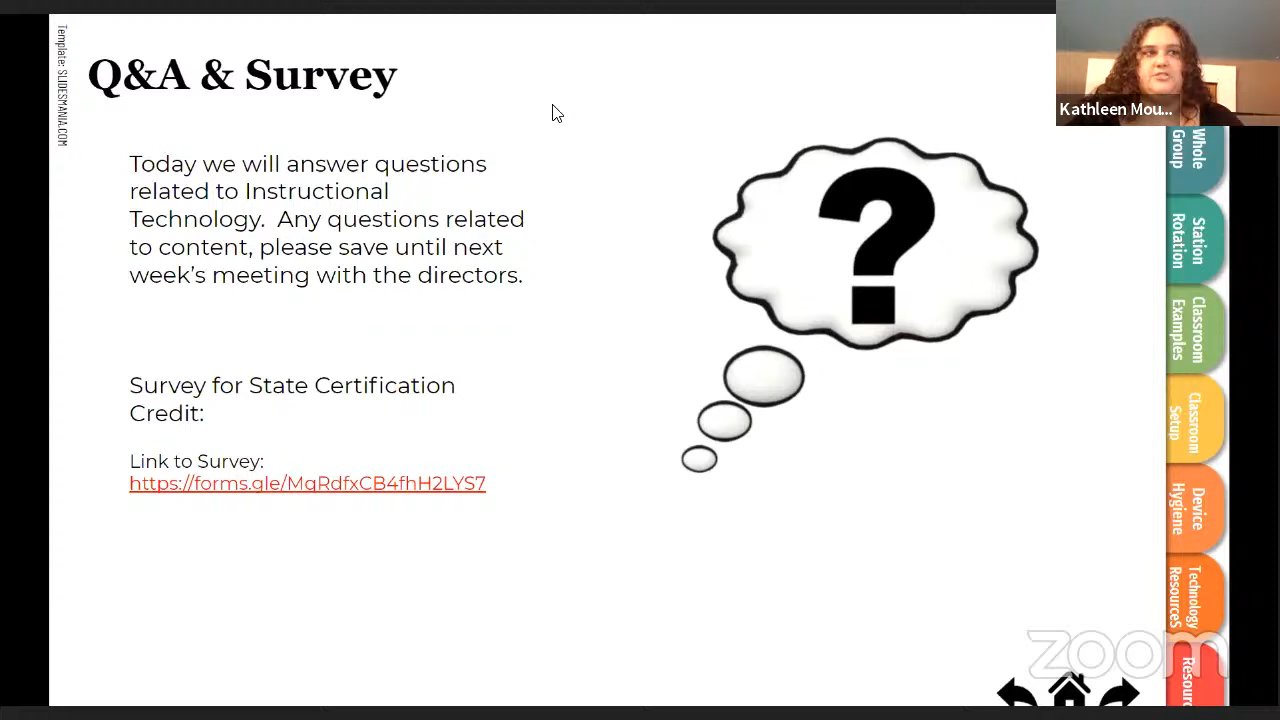 Template: SLIDESMANIA.COM
Q&A & Survey
Kathleen Mou...
Today we will answer questions
related to Instructional
Technology.  Any questions related
to content, please save until next
week's meeting with the directors.
?
Survey for State Certification
Credit:
Link to Survey:
https://forms.gle/MgRdfxCB4fhH2LYS7
Whole
Group
Station
Rotation
Classroom
Examples
Classroom
Setup
Device
Hygiene
Technology
ResourceS
Resour
zoom